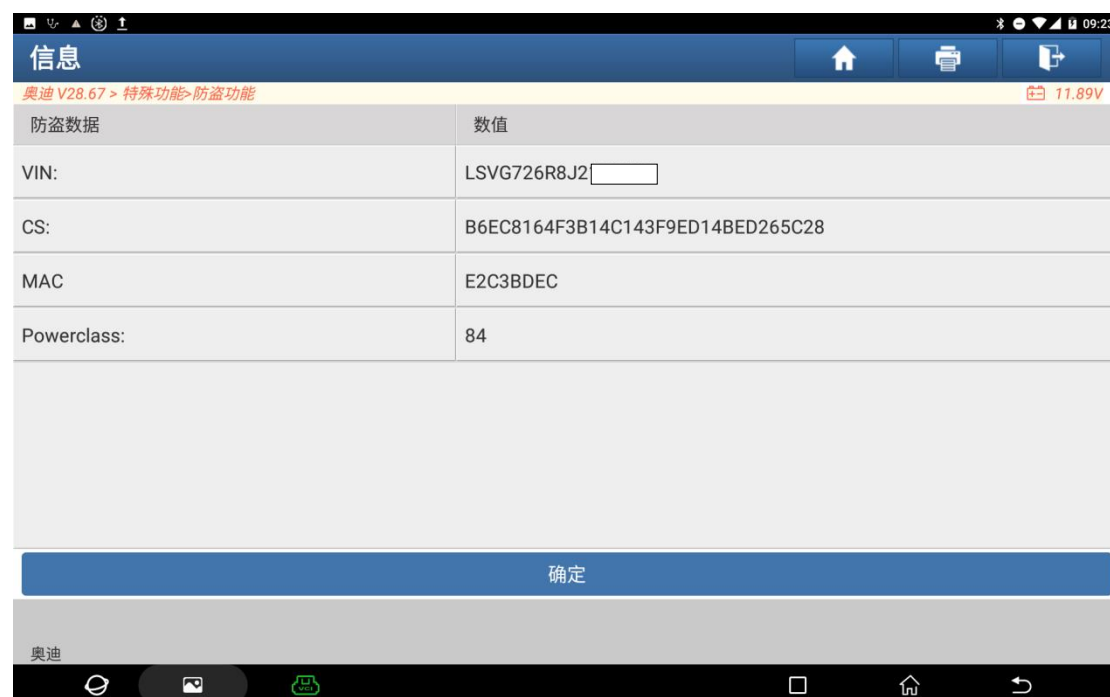 09:23
信息
奥迪 V28.67 > 特殊功能>防盗功能
11.89V
防盗数据 数值
VIN: LSVG726R8J2
CS: B6EC8164F3B14C143F9ED14BED265C28
MAC E2C3BDEC
Powerclass: 84
确定
奥迪
VCI